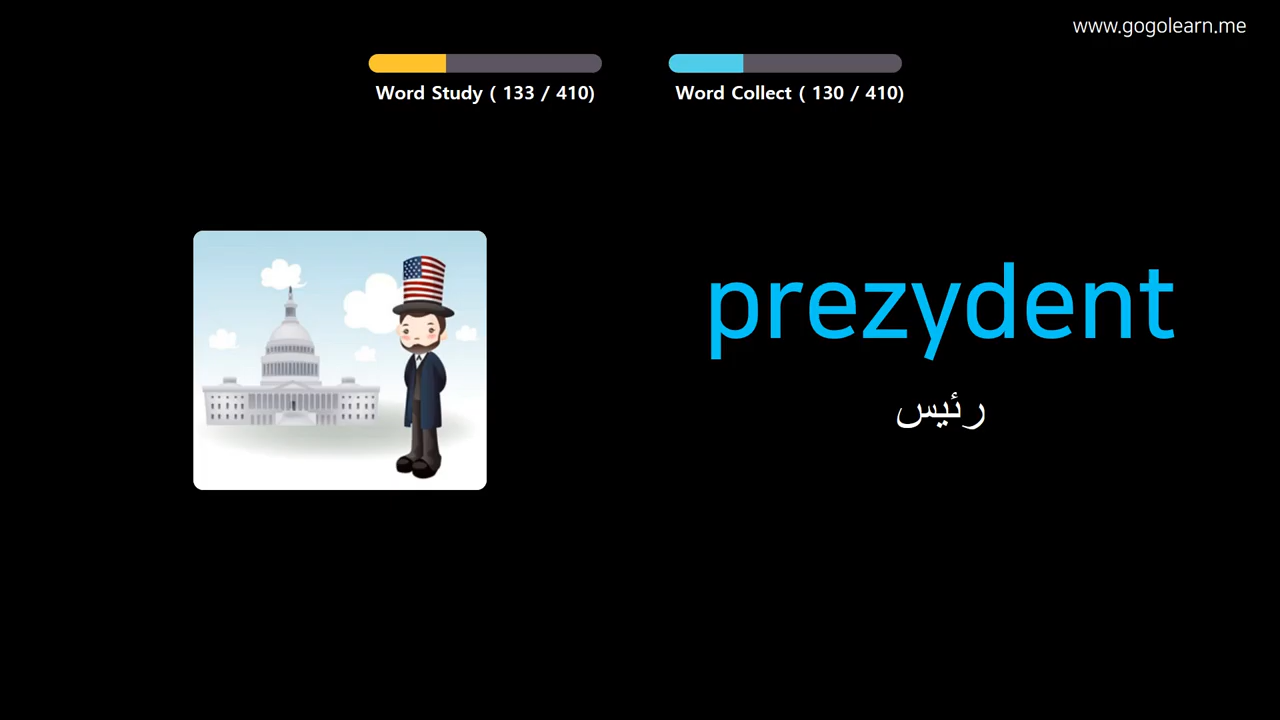 www.gogolearn.me
Word Study ( 133 / 410)
Word Collect ( 130 / 410)
prezydent
رئيس